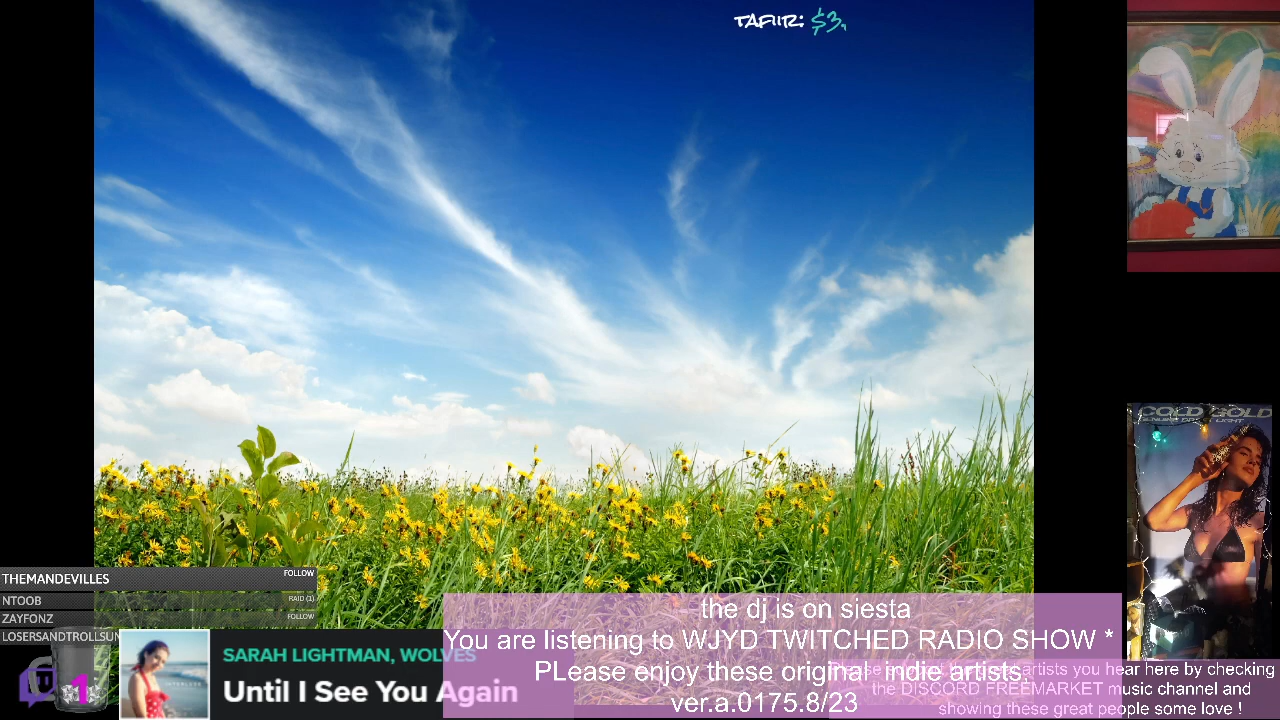 TAFIIR: $3
COLD GOLD
THEMANDEVILLES FOLLOW
NTOOB RAID (1)
ZAYFONZ FOLLOW
LOSERSANDTROLLSUN
1
SARAH LIGHTMAN, WOLVES
Until I See You Again
the dj is on siesta
You are listening to WJYD TWITCHED RADIO SHOW *
PLease enjoy these original indie artists.
ver.a.0175.8/23
artists you hear here by checking
the DISCORD FREEMARKET music channel and
showing these great people some love !